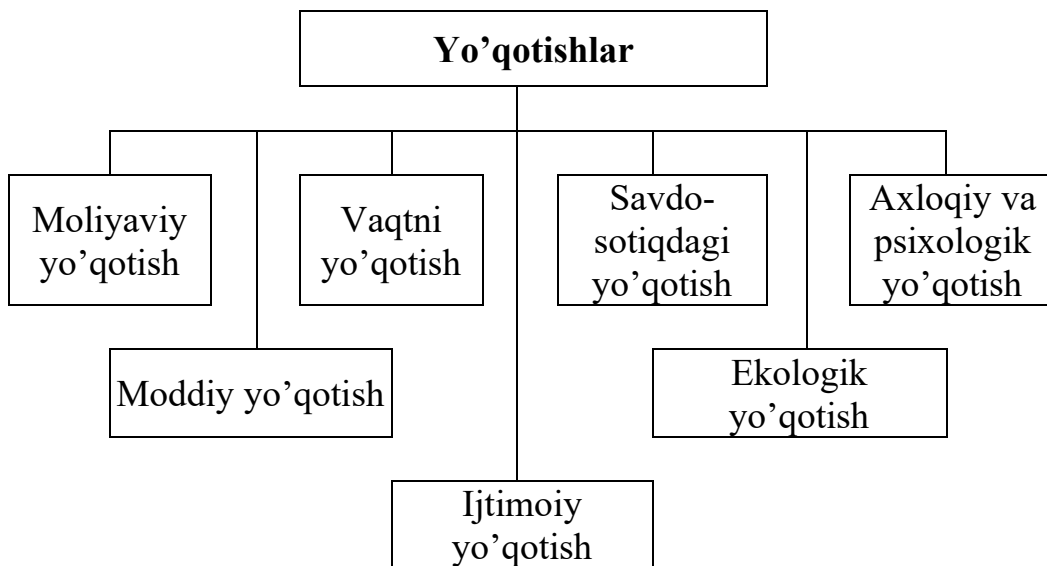 Yo’qotishlar
Moliyaviy
yo’qotish
Vaqtni
yo’qotish
Savdo-
sotiqdagi
yo’qotish
Axloqiy va
psixologik
yo’qotish
Moddiy yo’qotish
Ekologik
yo’qotish
Ijtimoiy
yo’qotish